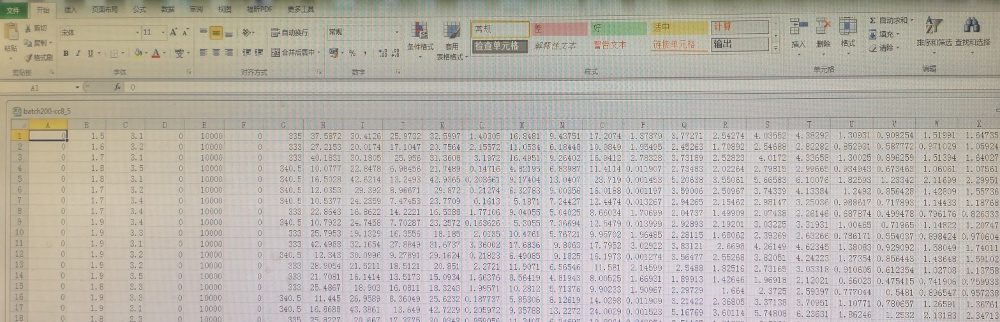 文件 开始 插入 页面布局 公式 数据 审阅 视图 福昕PDF 更多工具
剪切 宋体 11 A A 自动换行 常规 常规 差 好 适中 计算 Σ 自动求和
粘贴 复制 B I U A 合并后居中 % , 条件格式 套用 表格格式 检查单元格 解释性文本 警告文本 链接单元格 输出 插入 删除 格式 填充 排序和筛选 查找和选择
格式刷 清除
剪贴板 字体 对齐方式 数字 样式 单元格 编辑
A1 fx 0
batch200-cc8_5
A B C D E F G H I J K L M N O P Q R S T U V W X
1 0 1.5 3.1 0 10000 0 335 37.5872 30.4126 25.9732 32.5997 1.40305 16.8481 9.43751 17.2074 1.37379 3.77271 2.54274 4.03552 4.38292 1.30931 0.909254 1.51991 1.64735
2 0 1.6 3.2 0 10000 0 333 27.2153 20.0174 17.1047 20.7564 2.15572 11.0534 6.18448 10.9849 1.95495 2.45263 1.70892 2.54688 2.82282 0.852931 0.587772 0.971029 1.05924
3 0 1.7 3.1 0 10000 0 333 40.1831 30.1805 25.956 31.3608 3.1972 16.4951 9.26402 16.9412 2.78328 3.73189 2.52823 4.0172 4.33658 1.30025 0.896259 1.51394 1.64027
4 0 1.8 3.5 0 10000 0 340.5 10.0777 22.8478 6.98456 21.7489 0.14716 4.82195 6.83987 11.4114 0.011907 2.73483 2.02264 2.79815 2.99665 0.934943 0.673463 1.06061 1.07561
5 0 1.8 3.1 0 10000 0 340.5 16.5028 42.6214 13.2493 42.9365 0.203661 9.17404 13.0407 23.719 0.001453 5.20638 3.55061 5.66583 6.10076 1.82593 1.23342 2.11699 2.29951
6 0 1.7 3.2 0 10000 0 340.5 12.0353 29.392 8.96671 29.872 0.21274 6.32783 9.00356 16.0188 0.001197 3.59006 2.50967 3.74339 4.13384 1.2492 0.856428 1.42809 1.55736
7 0 1.7 3.4 0 10000 0 340.5 10.5377 24.2359 7.47453 23.7709 0.1613 5.1871 7.24427 12.4474 0.013267 2.94265 2.15462 2.98147 3.25036 0.988617 0.717893 1.14433 1.18768
8 0 1.7 3.4 0 10000 0 333 22.8643 16.8622 14.2221 16.5388 1.77106 9.04055 5.04025 8.66034 1.70699 2.04737 1.49909 2.07438 2.26146 0.687874 0.499478 0.796176 0.826333
9 0 1.9 3.4 0 10000 0 340.5 10.7932 24.7458 7.70287 23.2572 0.163626 5.3055 7.36694 12.5479 0.013999 2.92893 2.19201 3.03225 3.31931 1.00465 0.71965 1.14822 1.20747
10 0 1.9 3.3 0 10000 0 333 25.7953 19.1329 16.3556 18.185 2.0135 10.4761 5.76721 9.95702 1.96485 2.28115 1.68062 2.39269 2.63266 0.786171 0.554037 0.898424 0.970604
11 0 1.9 3.1 0 10000 0 333 42.4988 32.1654 27.8849 31.6737 3.36002 17.6836 9.8063 17.7952 3.02922 3.83121 2.6698 4.26149 4.62345 1.38083 0.929092 1.58049 1.74011
12 0 1.9 3.2 0 10000 0 340.5 12.343 30.0996 9.27891 29.1624 0.21823 6.49085 9.1825 16.1973 0.001274 3.56477 2.55268 3.82051 4.24223 1.27354 0.856443 1.43648 1.59102
13 0 1.9 3.2 0 10000 0 333 28.9054 21.5211 18.5121 20.851 2.2721 11.9071 6.56546 11.581 2.14599 2.5488 1.82516 2.73165 3.03318 0.910605 0.612354 1.02708 1.13758
14 0 1.9 3.5 0 10000 0 333 21.7081 16.1414 13.5173 15.0934 1.66376 8.56419 4.81943 8.00525 1.66931 1.89913 1.42646 1.96918 2.12021 0.66023 0.475415 0.741906 0.759933
15 0 1.8 3.3 0 10000 0 333 25.4867 18.903 16.0811 18.3243 1.99571 10.2812 5.71376 9.90233 1.90967 2.29729 1.664 2.3725 2.59397 0.777044 0.5481 0.896547 0.957238
16 0 1.9 3.3 0 10000 0 340.5 11.445 26.9589 8.36049 25.6232 0.187737 5.85306 8.12619 14.0298 0.011909 3.21422 2.36805 3.37138 3.70951 1.10771 0.780657 1.26591 1.36761
17 0 1.9 3.1 0 10000 0 340.5 16.8688 43.3861 13.649 42.7229 0.205972 9.35788 13.2272 24.0029 0.001523 5.16769 3.60114 5.74808 6.23631 1.86246 1.2532 2.13183 2.34713
18 0 1.8 3.3 0 10000 0 335 25.8227 20.667 17.3775 20.0343 0.959056